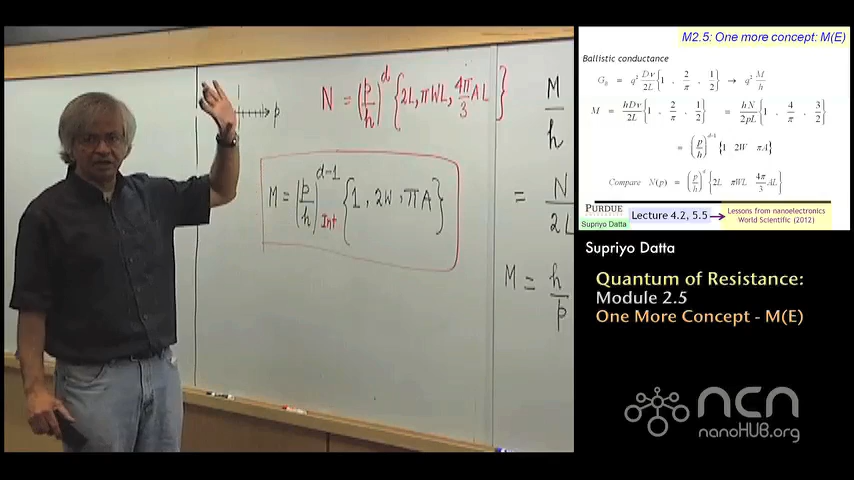 N = (p/h)^d {2L, πWL, 4π/3 AL}
p
M = (p/h)^{d-1} {1, 2W, πA}
Int
M/h
= N/2L
M = h/p
M2.5: One more concept: M(E)
Ballistic conductance
G_B = q² Dv/2L {1 , 2/π , 1/2} → q² M/h
M = hDv/2L {1 , 2/π , 1/2} = hN/2pL {1 , 4/π , 3/2}
= (p/h)^{d-1} {1 2W πA}
Compare N(p) = (p/h)^d {2L πWL 4π/3 AL}
PURDUE
UNIVERSITY
Supriyo Datta
Lecture 4.2, 5.5
Lessons from nanoelectronics
World Scientific (2012)
Supriyo Datta
Quantum of Resistance:
Module 2.5
One More Concept - M(E)
ncn
nanoHUB.org